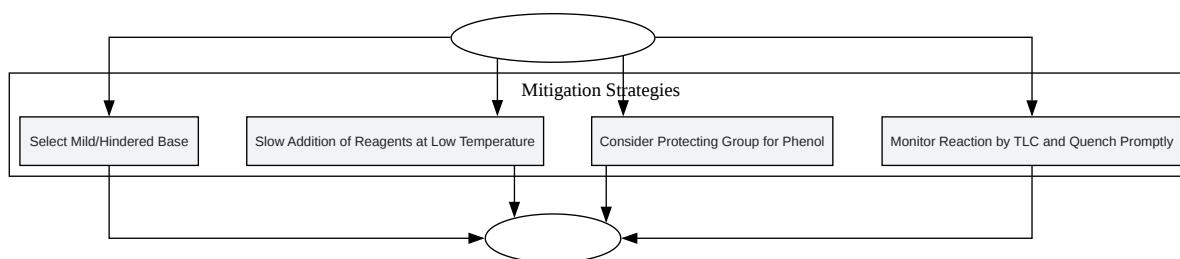 Mitigation Strategies
Select Mild/Hindered Base
Slow Addition of Reagents at Low Temperature
Consider Protecting Group for Phenol
Monitor Reaction by TLC and Quench Promptly